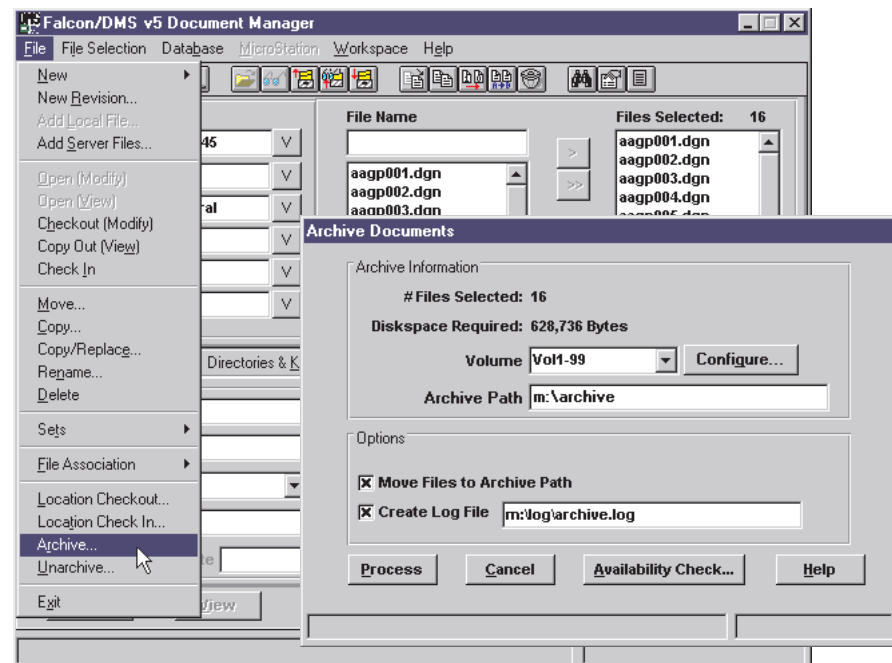 Falcon/DMS v5 Document Manager
File File Selection Database MicroStation Workspace Help
New
New Revision...
Add Local File...
Add Server Files...
Open (Modify)
Open (View)
Checkout (Modify)
Copy Out (View)
Check In
Move...
Copy...
Copy/Replace...
Rename...
Delete
Sets
File Association
Location Checkout...
Location Check In...
Archive...
Unarchive...
Exit
45
V
V
ral
V
V
V
V
Directories & K
te
View
File Name
aagp001.dgn
aagp002.dgn
aagp003.dgn
>
>>
Files Selected: 16
aagp001.dgn
aagp002.dgn
aagp003.dgn
aagp004.dgn
aagp005.dgn
Archive Documents
Archive Information
# Files Selected: 16
Diskspace Required: 628,736 Bytes
Volume Vol1-99 Configure...
Archive Path m:\archive
Options
Move Files to Archive Path
Create Log File m:\log\archive.log
Process Cancel Availability Check... Help